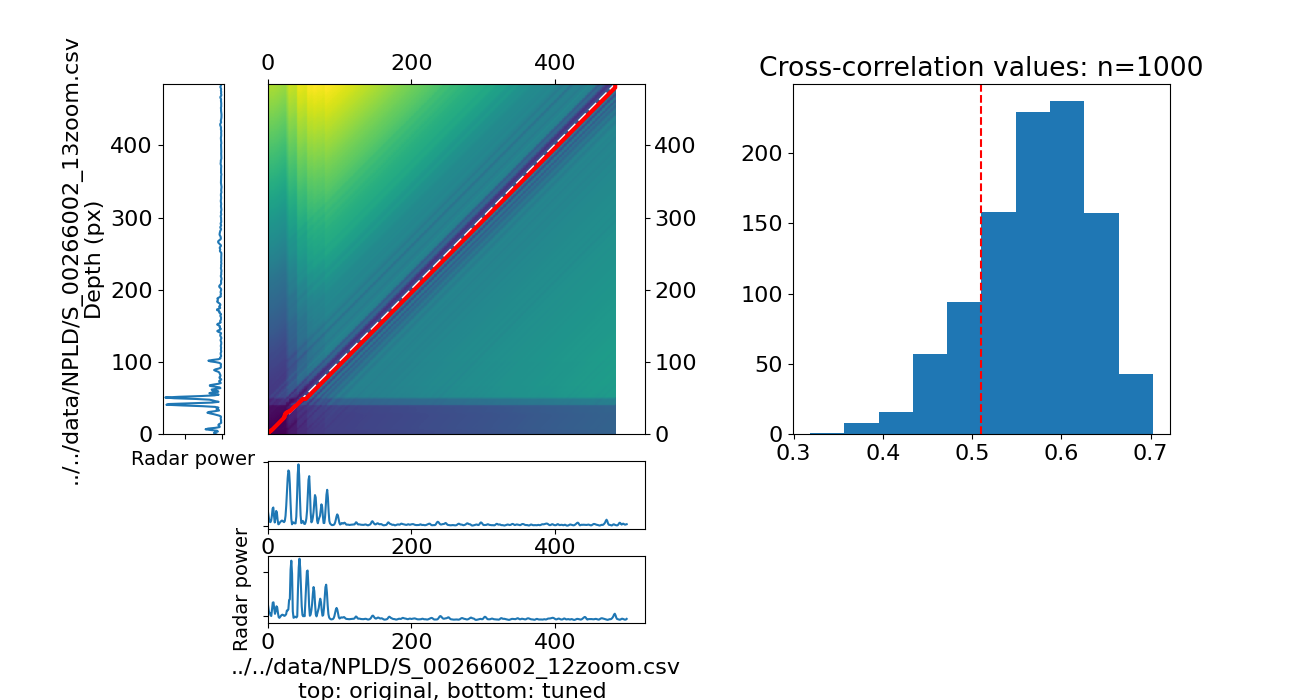 0 200 400
Cross-correlation values: n=1000
../../data/NPLD/S_00266002_13zoom.csv
Depth (px)
400
300
200
100
0
Radar power
400
300
200
100
0
200
150
100
50
0
0.3 0.4 0.5 0.6 0.7
0 200 400
Radar power
0 200 400
../../data/NPLD/S_00266002_12zoom.csv
top: original, bottom: tuned